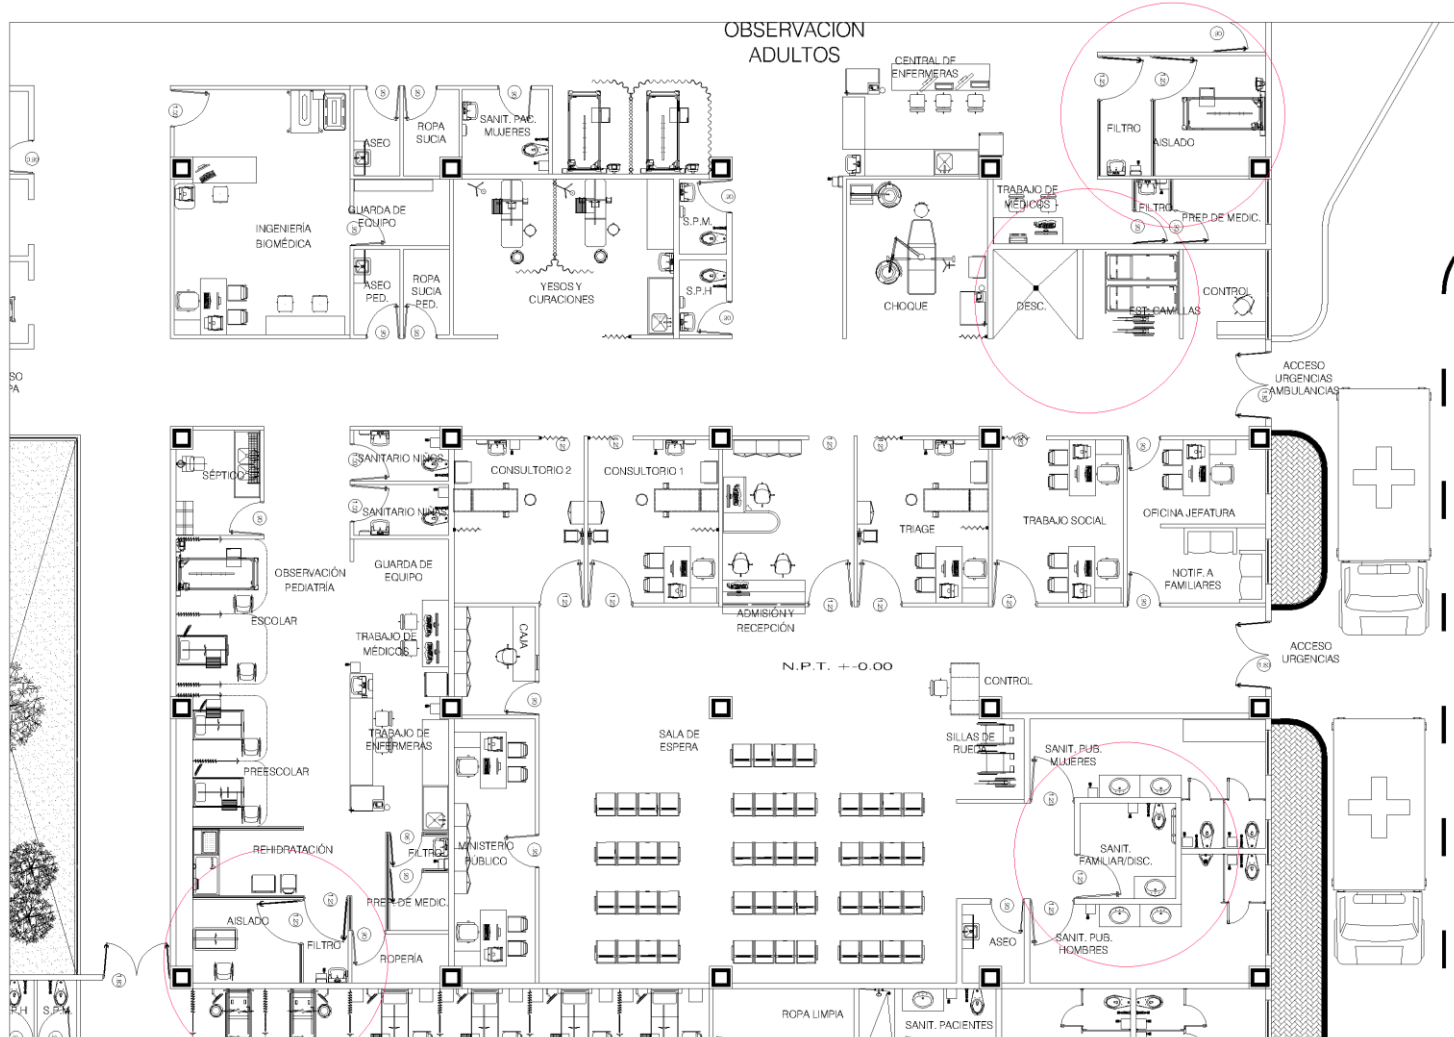 OBSERVACIÓN
ADULTOS
CENTRAL DE
ENFERMERAS
FILTRO
AISLADO
ASEO
ROPA
SUCIA
SANIT. PAC.
MUJERES
TRABAJO DE
MÉDICOS
FILTRO
PREP. DE MEDIC.
INGENIERÍA
BIOMÉDICA
GUARDA DE
EQUIPO
S.P.M.
S.P.H
YESOS Y
CURACIONES
CHOQUE
DESC.
EST. CAMILLAS
CONTROL
ASEO
PED.
ROPA
SUCIA
PED.
ACCESO
URGENCIAS
AMBULANCIAS
SÉPTICO
SANITARIO NIÑOS
SANITARIO NIÑAS
CONSULTORIO 2
CONSULTORIO 1
TRIAGE
TRABAJO SOCIAL
OFICINA JEFATURA
NOTIF. A
FAMILIARES
OBSERVACIÓN
PEDIATRÍA
GUARDA DE
EQUIPO
ESCOLAR
TRABAJO DE
MÉDICOS
CAJA
ADMISIÓN Y
RECEPCIÓN
N.P.T. +-0.00
ACCESO
URGENCIAS
CONTROL
TRABAJO DE
ENFERMERAS
SALA DE
ESPERA
SILLAS DE
RUEDA
SANIT. PUB.
MUJERES
PREESCOLAR
REHIDRATACIÓN
FILTRO
MINISTERIO
PÚBLICO
SANIT.
FAMILIAR/DISC.
PREP. DE MEDIC.
AISLADO
FILTRO
ROPERÍA
ASEO
SANIT. PUB.
HOMBRES
S.P.M.
ROPA LIMPIA
SANIT. PACIENTES